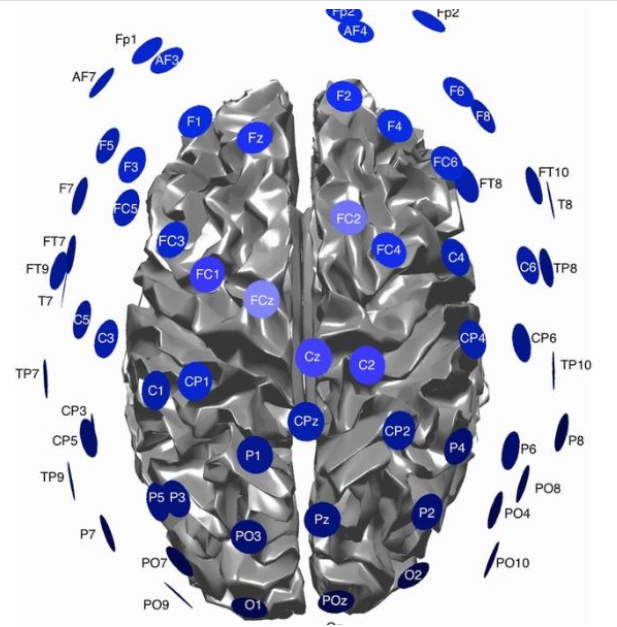 Fp2
Fp2
AF4
Fp1
AF3
AF7
F2
F6
F8
F1
F4
Fz
F5
F3
FC6
F7
FC5
FT8
FT10
T8
FC2
FC3
FC4
C4
FT7
FT9
T7
FC1
FCz
C6
TP8
C5
C3
CP4
CP6
Cz
C2
TP7
TP10
C1
CP1
CP3
CP5
CPz
CP2
P8
P4
P6
P1
TP9
PO8
P5
P3
P2
PO4
Pz
P7
PO3
PO7
PO10
O2
PO9
O1
POz